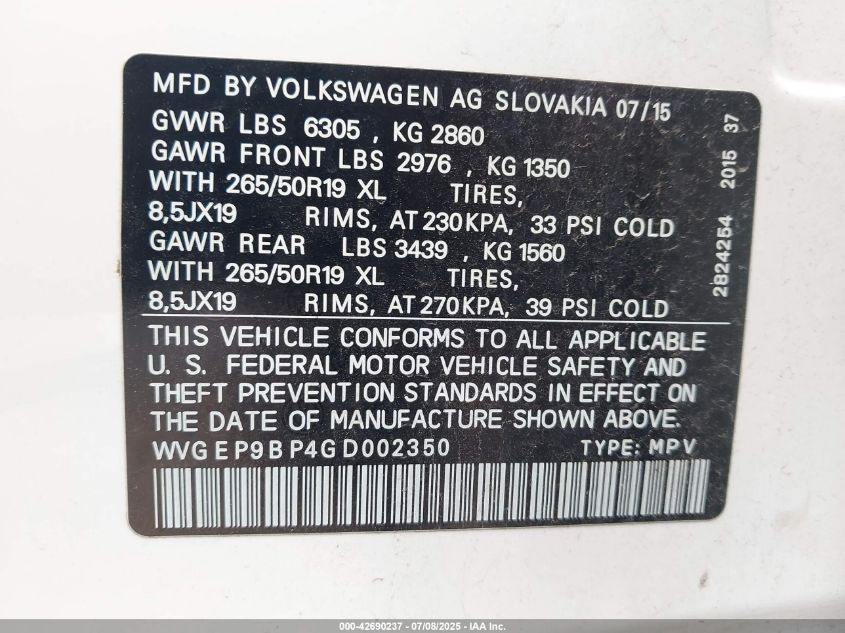 MFD BY VOLKSWAGEN AG SLOVAKIA 07/15
GVWR LBS 6305 , KG 2860
GAWR FRONT LBS 2976 , KG 1350
WITH 265/50R19 XL TIRES,
8,5JX19 RIMS, AT 230KPA, 33 PSI COLD
GAWR REAR LBS 3439 , KG 1560
WITH 265/50R19 XL TIRES,
8,5JX19 RIMS, AT 270KPA, 39 PSI COLD
THIS VEHICLE CONFORMS TO ALL APPLICABLE
U. S. FEDERAL MOTOR VEHICLE SAFETY AND
THEFT PREVENTION STANDARDS IN EFFECT ON
THE DATE OF MANUFACTURE SHOWN ABOVE.
WVGEP9BP4GD002350 TYPE: MPV
2824254 2015 37
000-42690237 - 07/08/2025 - IAA Inc.